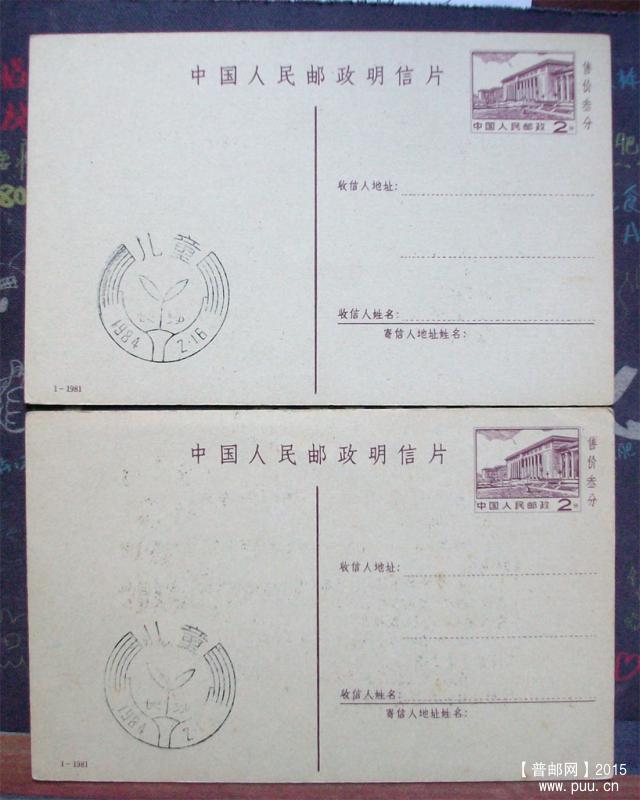 中国人民邮政明信片
售价叁分
中国人民邮政 2分
收信人地址：
收信人姓名：
寄信人地址姓名：
儿童
1984 2·16
1－1981
中国人民邮政明信片
售价叁分
中国人民邮政 2分
收信人地址：
收信人姓名：
寄信人地址姓名：
儿童
1984
1－1981
【普邮网】2015
www.puu.cn